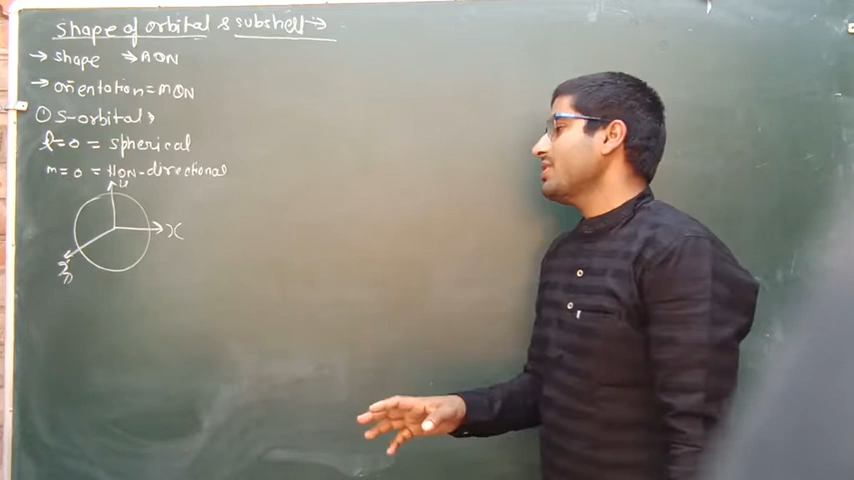 shape of orbital & subshell →
→ shape → AQN
→ orientation = MQN
① S-orbital →
l=0 = spherical
m=0 = Non-directional
y
x
z